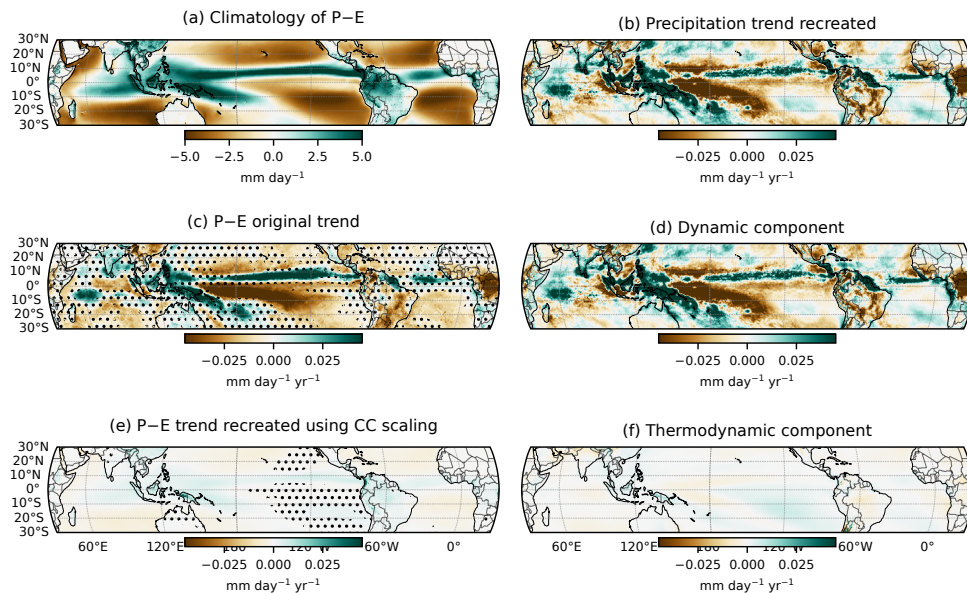 (a) Climatology of P−E
30°N
20°N
10°N
0°
10°S
20°S
30°S
−5.0 −2.5 0.0 2.5 5.0
mm day⁻¹
(b) Precipitation trend recreated
−0.025 0.000 0.025
mm day⁻¹ yr⁻¹
(c) P−E original trend
30°N
20°N
10°N
0°
10°S
20°S
30°S
−0.025 0.000 0.025
mm day⁻¹ yr⁻¹
(d) Dynamic component
−0.025 0.000 0.025
mm day⁻¹ yr⁻¹
(e) P−E trend recreated using CC scaling
30°N
20°N
10°N
0°
10°S
20°S
30°S
60°E 120°E 180° 120°W 60°W 0°
−0.025 0.000 0.025
mm day⁻¹ yr⁻¹
(f) Thermodynamic component
60°E 120°E 180° 120°W 60°W 0°
−0.025 0.000 0.025
mm day⁻¹ yr⁻¹